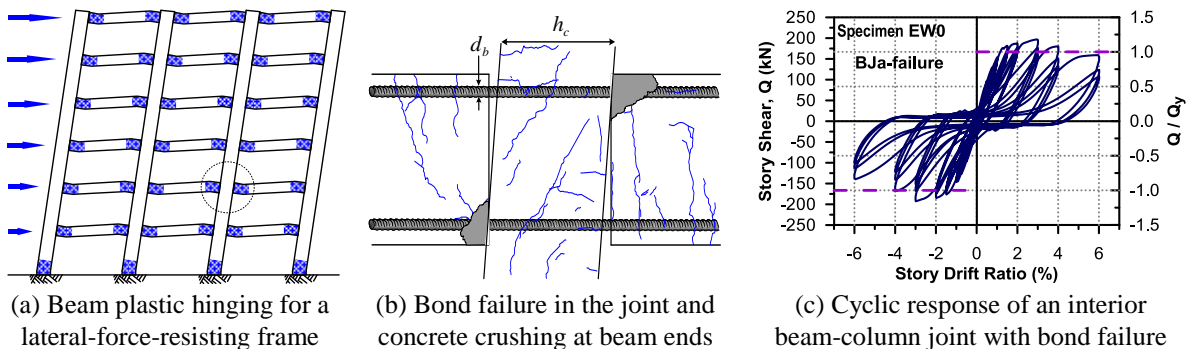 d_b
h_c
Specimen EW0
BJa-failure
Story Shear, Q (kN)
250
200
150
100
50
0
-50
-100
-150
-200
-250
1.5
1.0
0.5
0.0
-0.5
-1.0
-1.5
Q / Q_y
-6 -4 -2 0 2 4 6
Story Drift Ratio (%)
(a) Beam plastic hinging for a
lateral-force-resisting frame
(b) Bond failure in the joint and
concrete crushing at beam ends
(c) Cyclic response of an interior
beam-column joint with bond failure